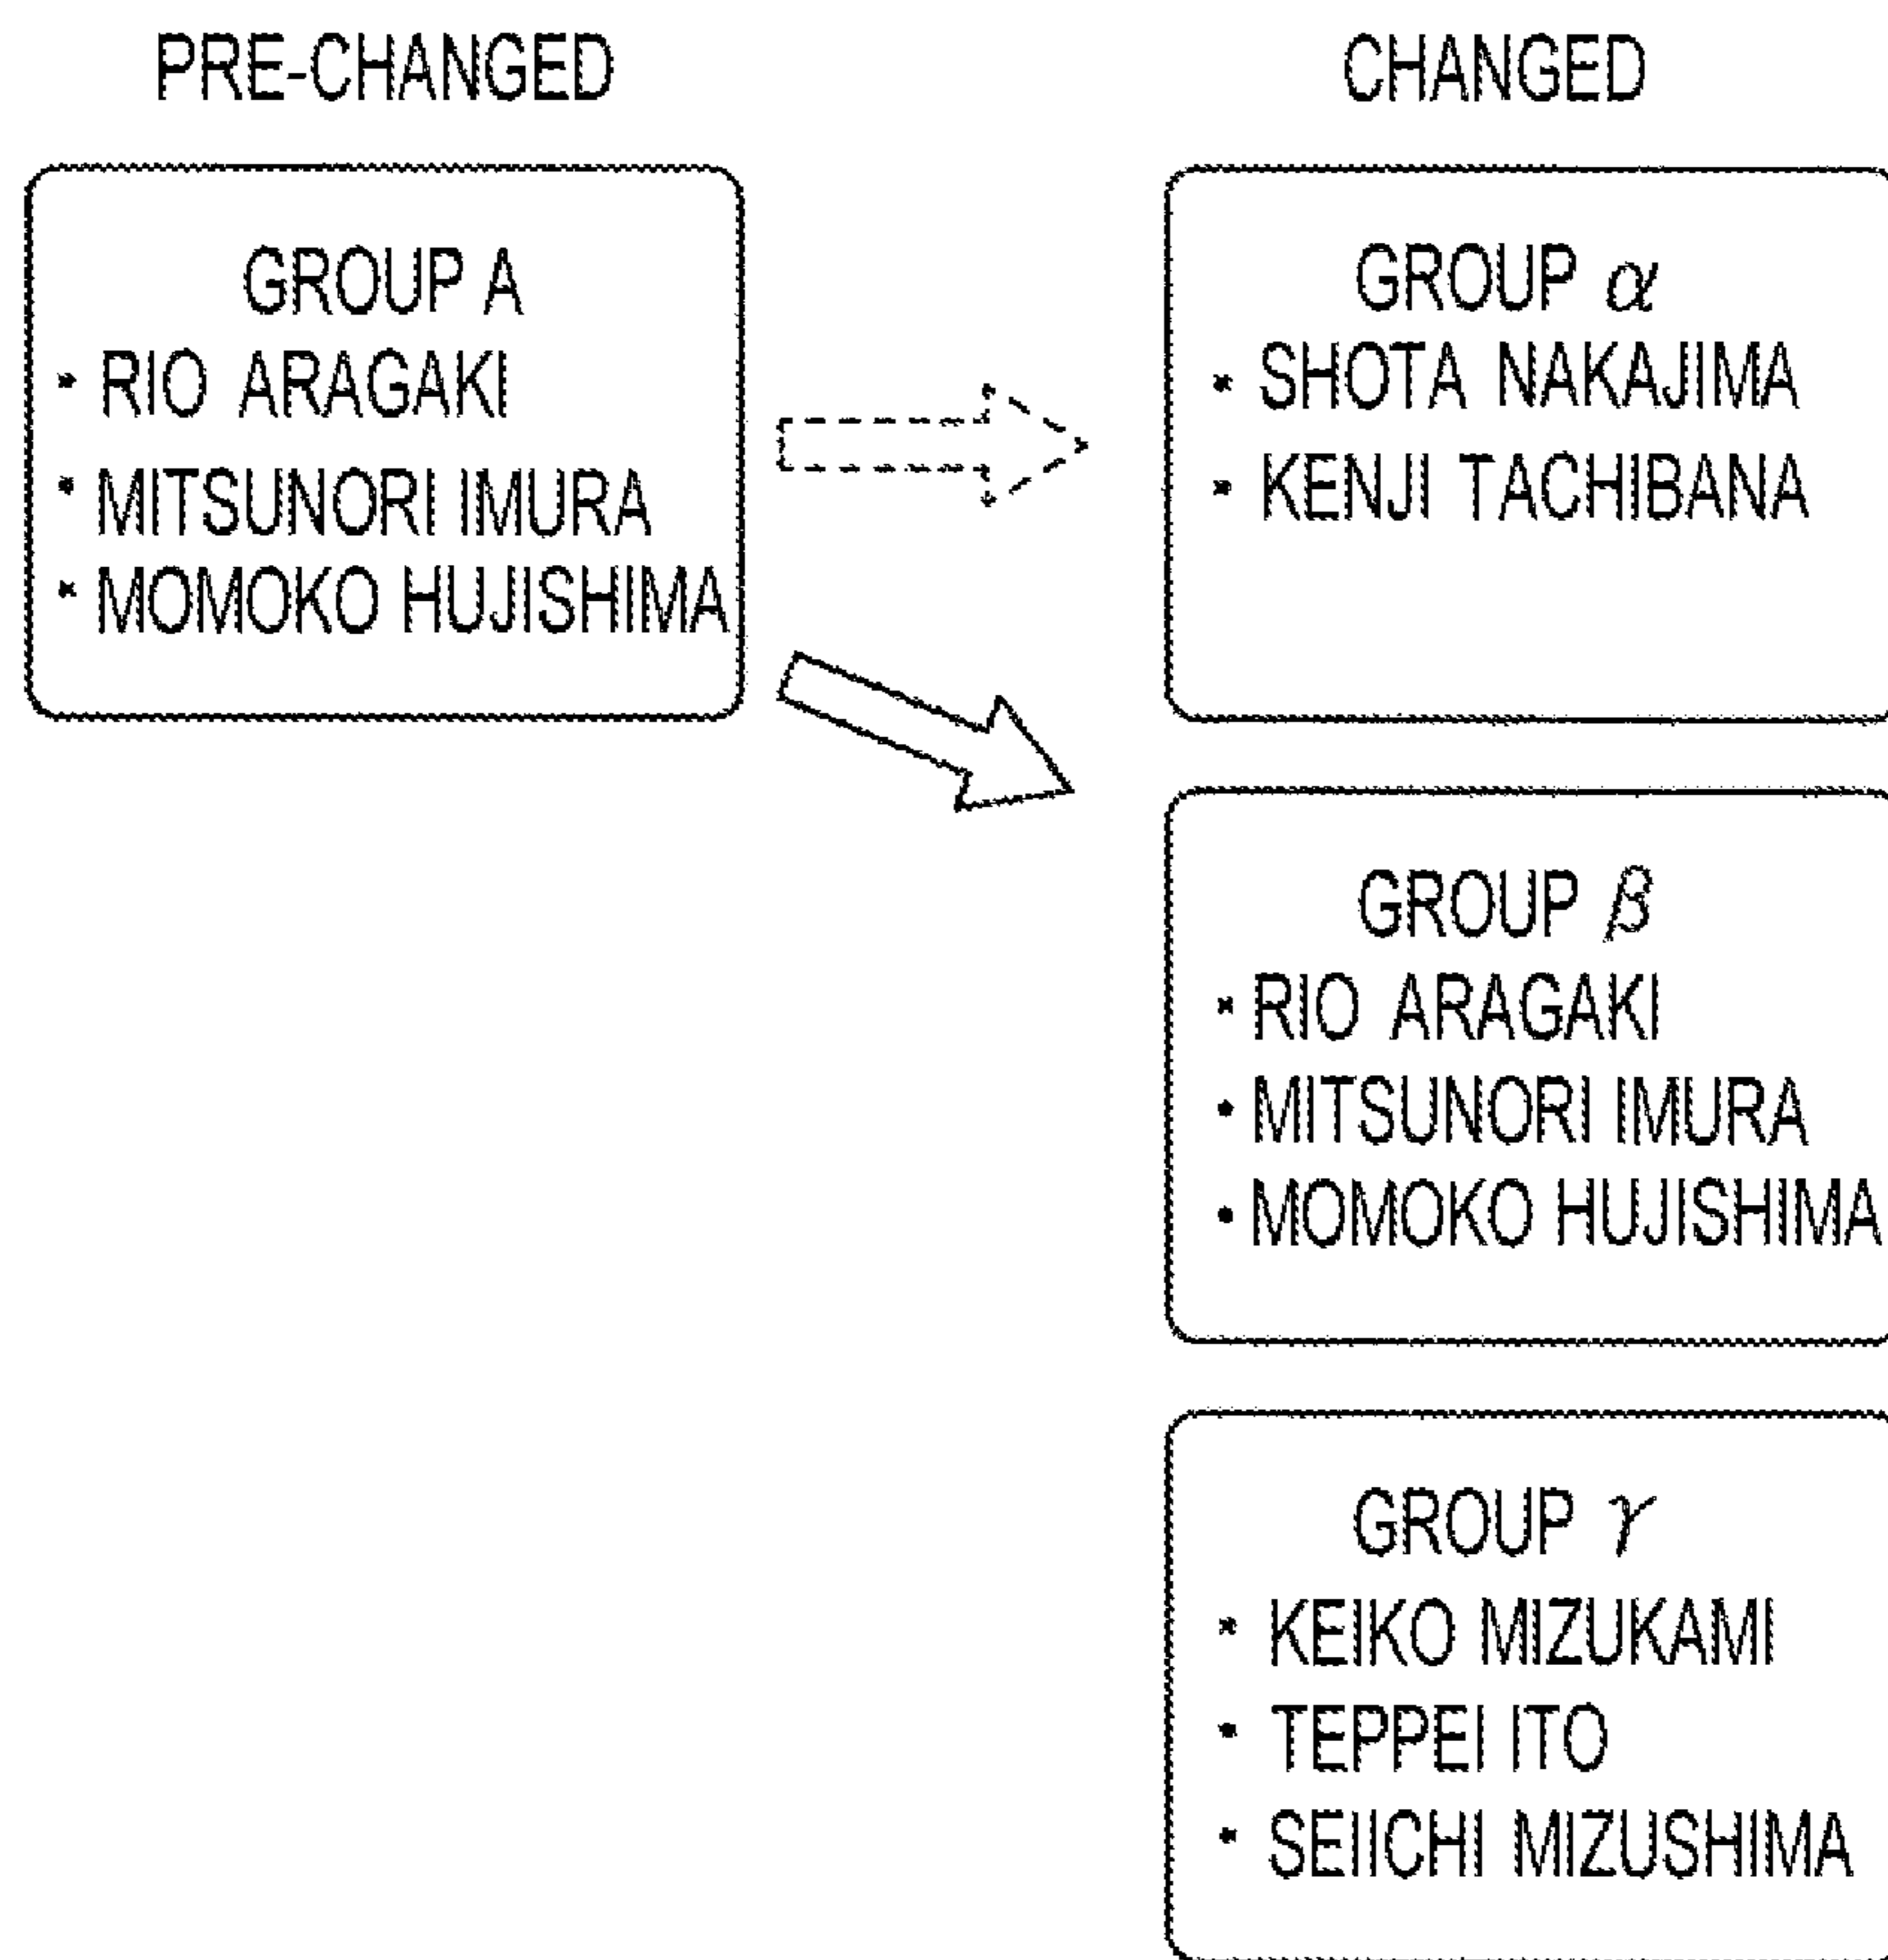 PRE-CHANGED
GROUP A
• RIO ARAGAKI
• MITSUNORI IMURA
• MOMOKO HUJISHIMA
CHANGED
GROUP α
• SHOTA NAKAJIMA
• KENJI TACHIBANA
GROUP β
• RIO ARAGAKI
• MITSUNORI IMURA
• MOMOKO HUJISHIMA
GROUP γ
• KEIKO MIZUKAMI
• TEPPEI ITO
• SEIICHI MIZUSHIMA